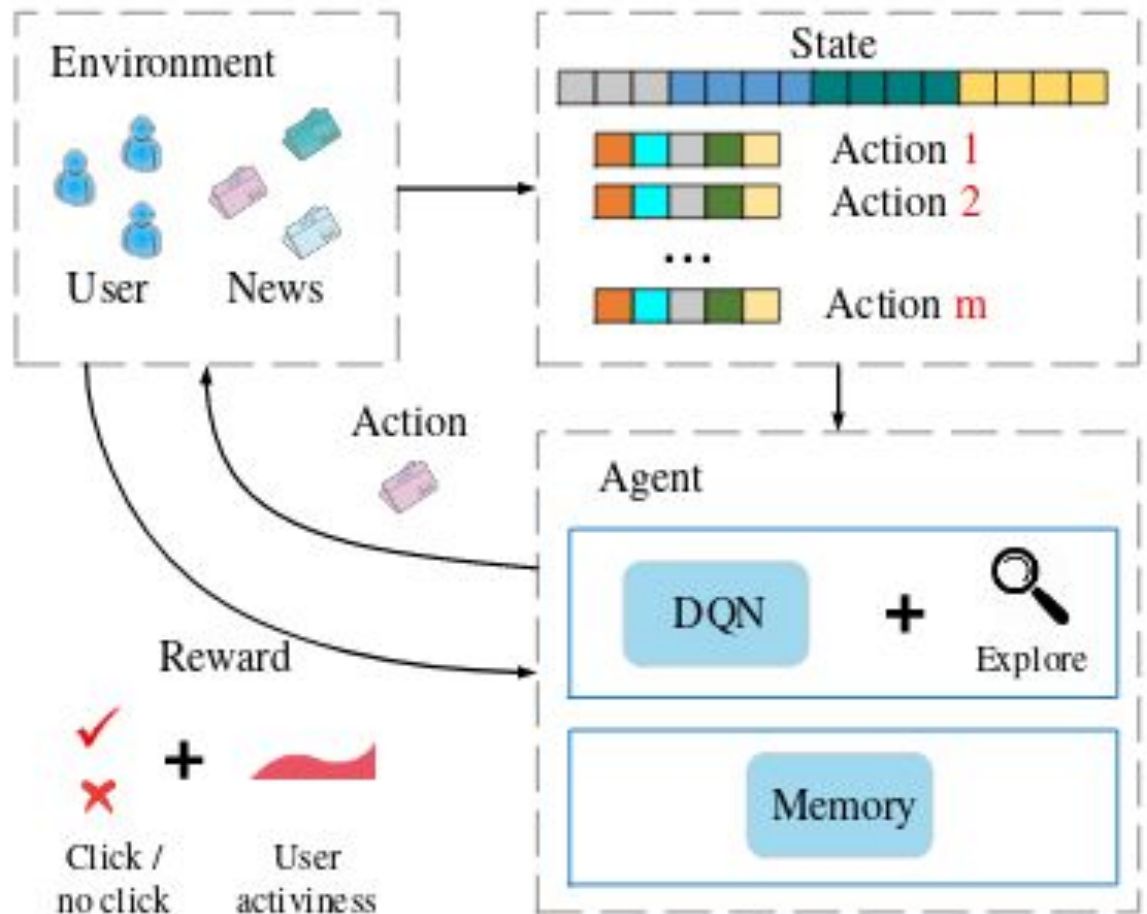 Environment
User
News
State
Action 1
Action 2
...
Action m
Action
Agent
DQN
+
Explore
Reward
+
Memory
Click /
no click
User
activiness